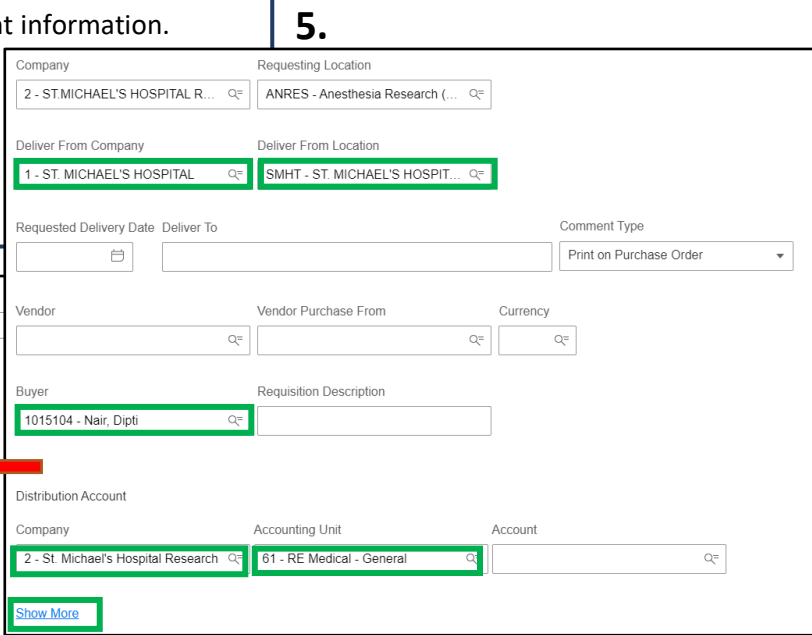 t information.
5.
Company Requesting Location
2 - ST.MICHAEL'S HOSPITAL R... ANRES - Anesthesia Research (...
Deliver From Company Deliver From Location
1 - ST. MICHAEL'S HOSPITAL SMHT - ST. MICHAEL'S HOSPIT...
Requested Delivery Date Deliver To Comment Type
Print on Purchase Order
Vendor Vendor Purchase From Currency
Buyer Requisition Description
1015104 - Nair, Dipti
Distribution Account
Company Accounting Unit Account
2 - St. Michael's Hospital Research 61 - RE Medical - General
Show More